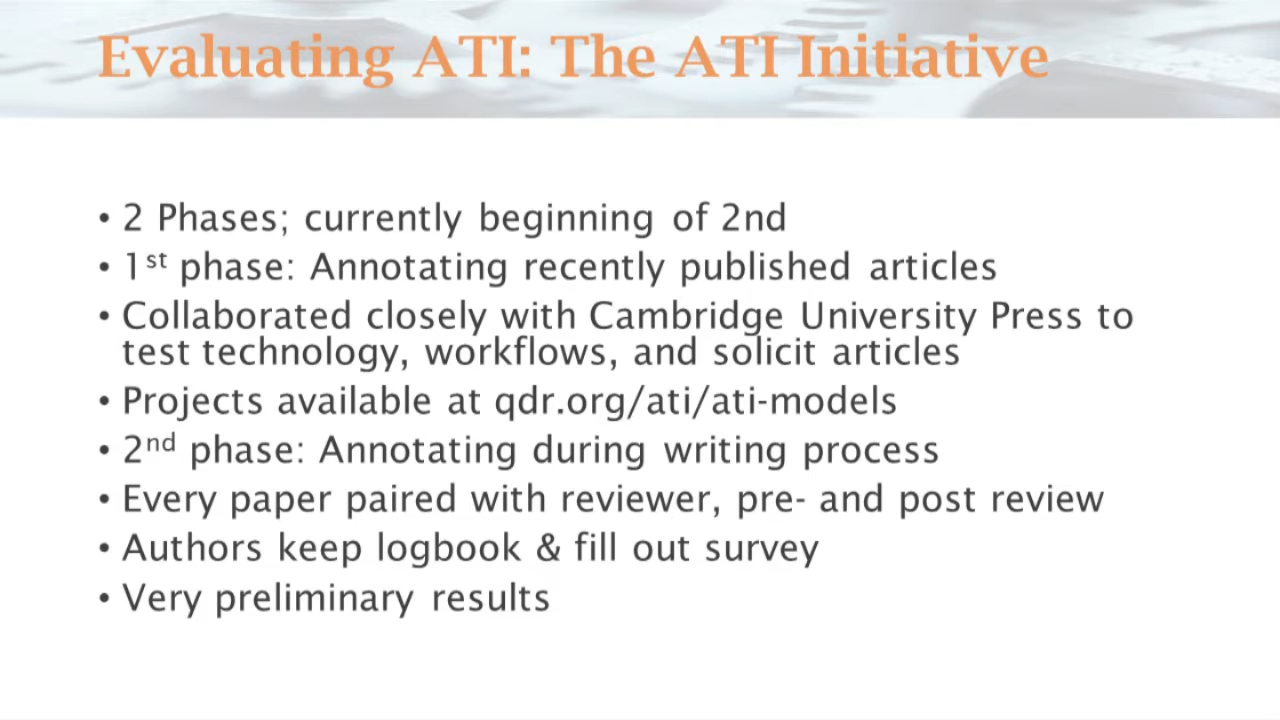 Evaluating ATI: The ATI Initiative
• 2 Phases; currently beginning of 2nd
• 1st phase: Annotating recently published articles
• Collaborated closely with Cambridge University Press to
test technology, workflows, and solicit articles
• Projects available at qdr.org/ati/ati-models
• 2nd phase: Annotating during writing process
• Every paper paired with reviewer, pre- and post review
• Authors keep logbook & fill out survey
• Very preliminary results